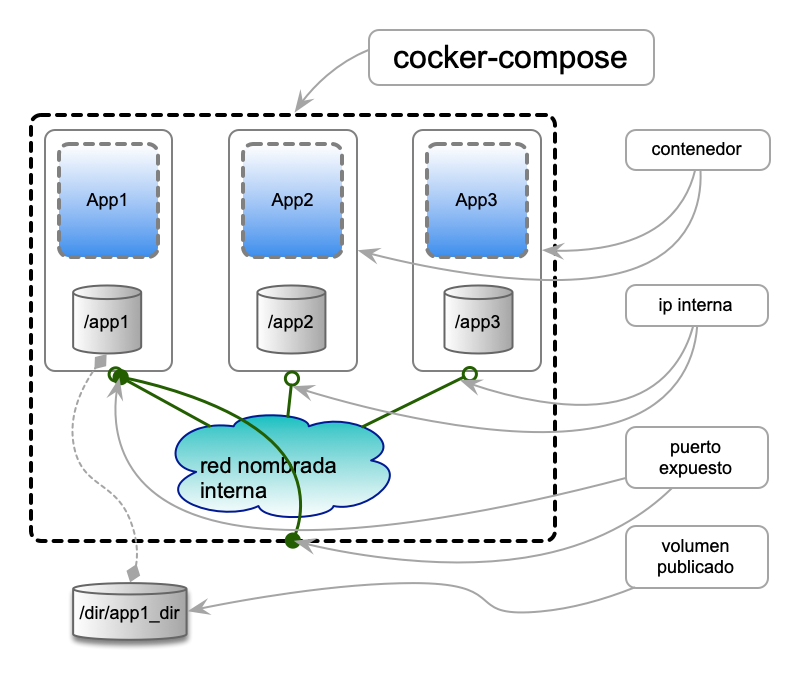 cocker-compose
contenedor
App1
App2
App3
/app1
/app2
/app3
ip interna
puerto
expuesto
red nombrada
interna
volumen
publicado
/dir/app1_dir